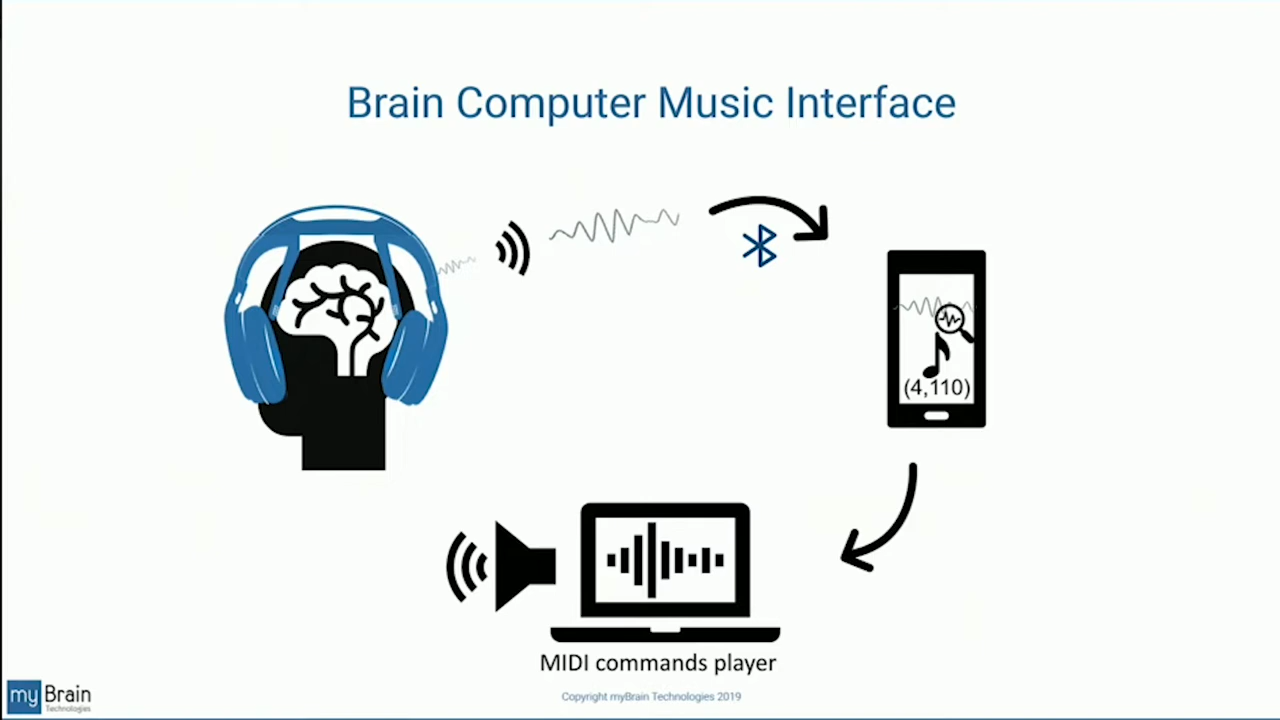 Brain Computer Music Interface
(4,110)
MIDI commands player
my Brain
Technologies
Copyright myBrain Technologies 2019